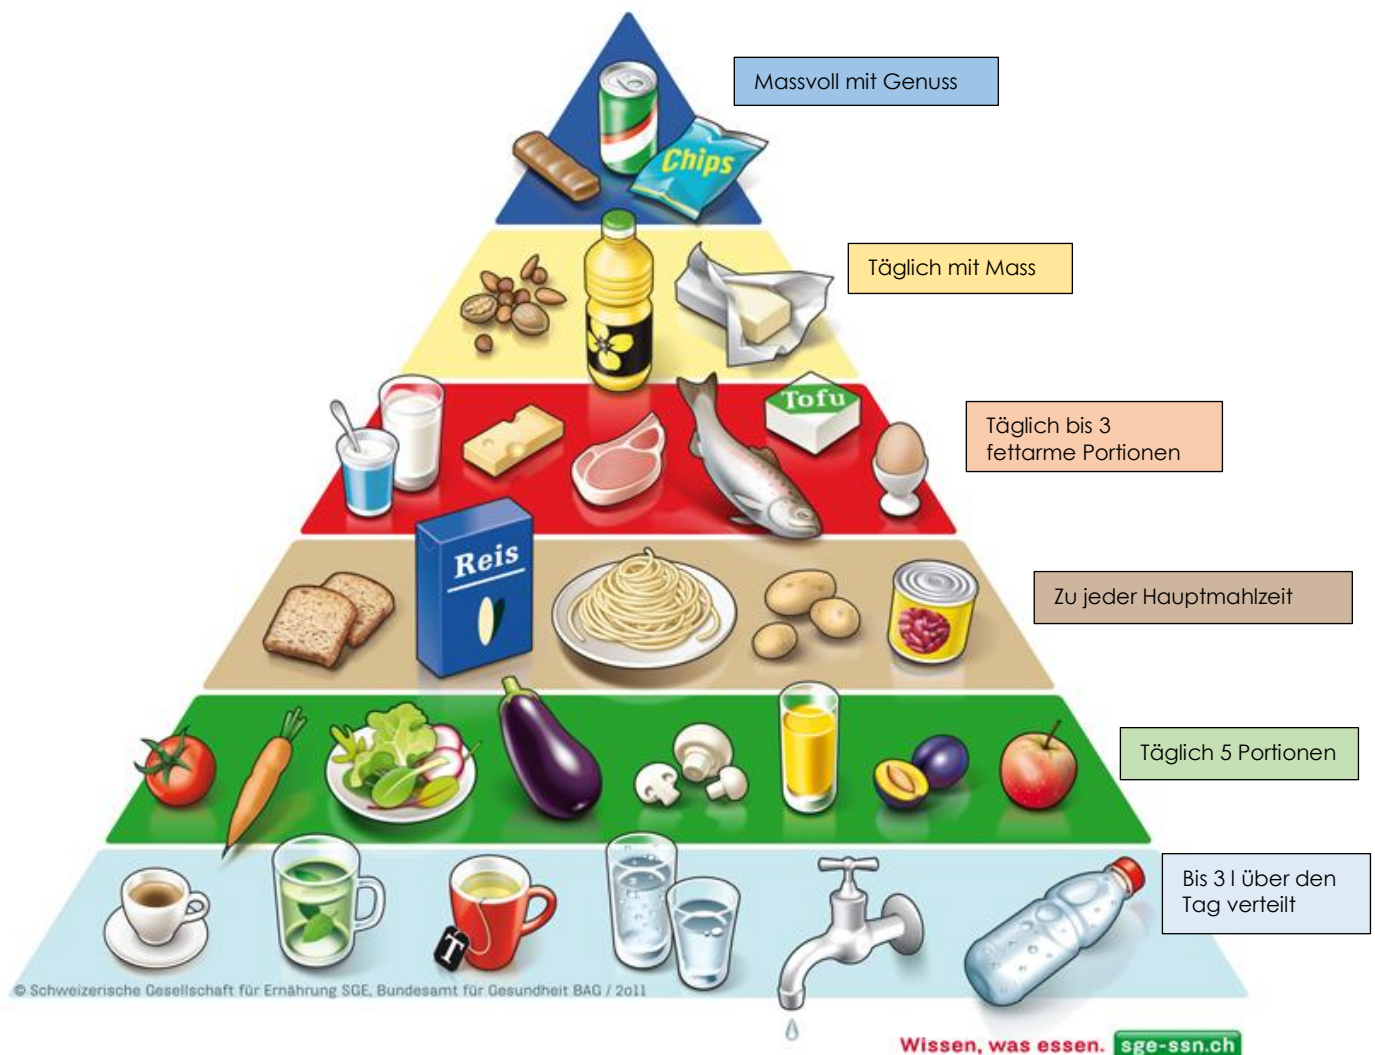 Massvoll mit Genuss
Chips
Täglich mit Mass
Tofu
Täglich bis 3
fettarme Portionen
Reis
Zu jeder Hauptmahlzeit
Täglich 5 Portionen
Bis 3 l über den
Tag verteilt
T
© Schweizerische Gesellschaft für Ernährung SGE, Bundesamt für Gesundheit BAG / 2011
Wissen, was essen. sge-ssn.ch